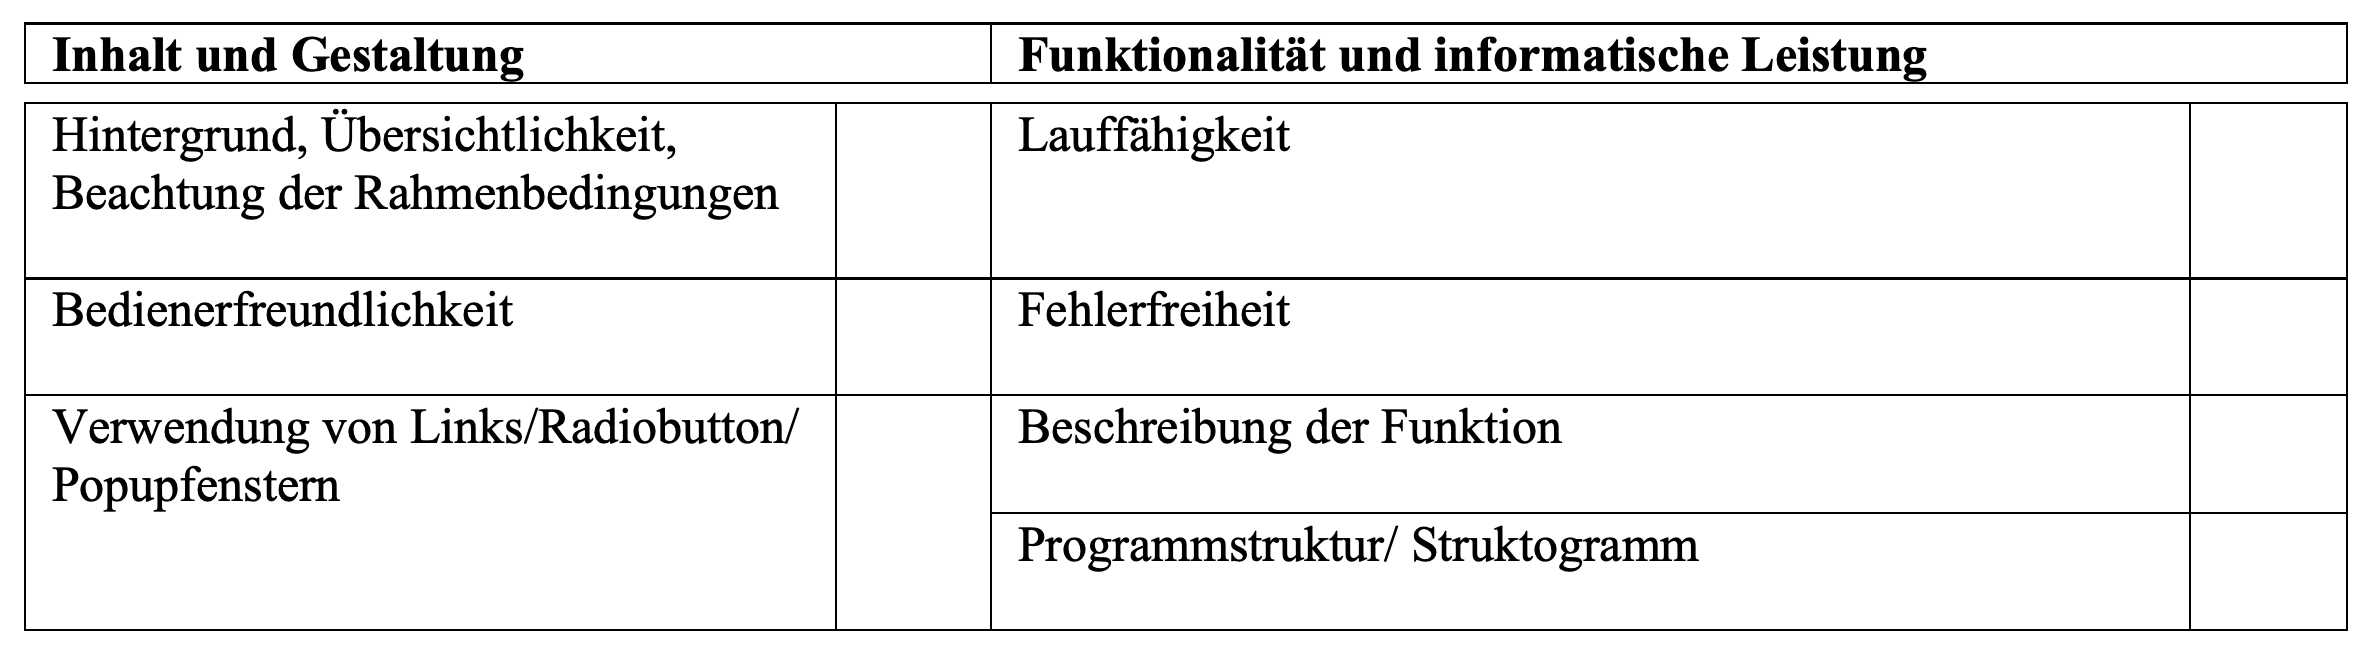 Inhalt und Gestaltung
Funktionalität und informatische Leistung
Hintergrund, Übersichtlichkeit,
Beachtung der Rahmenbedingungen
Lauffähigkeit
Bedienerfreundlichkeit
Fehlerfreiheit
Verwendung von Links/Radiobutton/
Popupfenstern
Beschreibung der Funktion
Programmstruktur/ Struktogramm